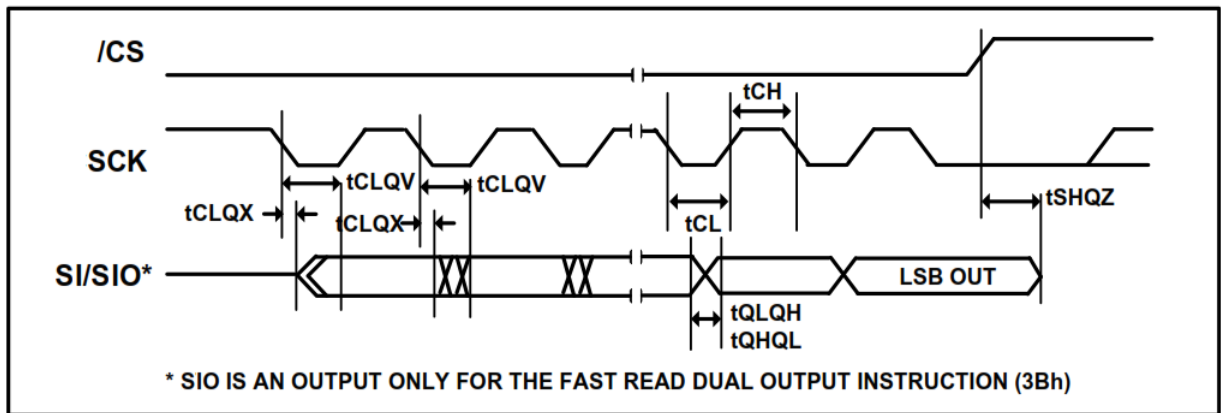 /CS
tCH
SCK
tCLQV
tCLQV
tCLQX
tCLQX
tCL
tSHQZ
SI/SIO*
LSB OUT
tQLQH
tQHQL
* SIO IS AN OUTPUT ONLY FOR THE FAST READ DUAL OUTPUT INSTRUCTION (3Bh)